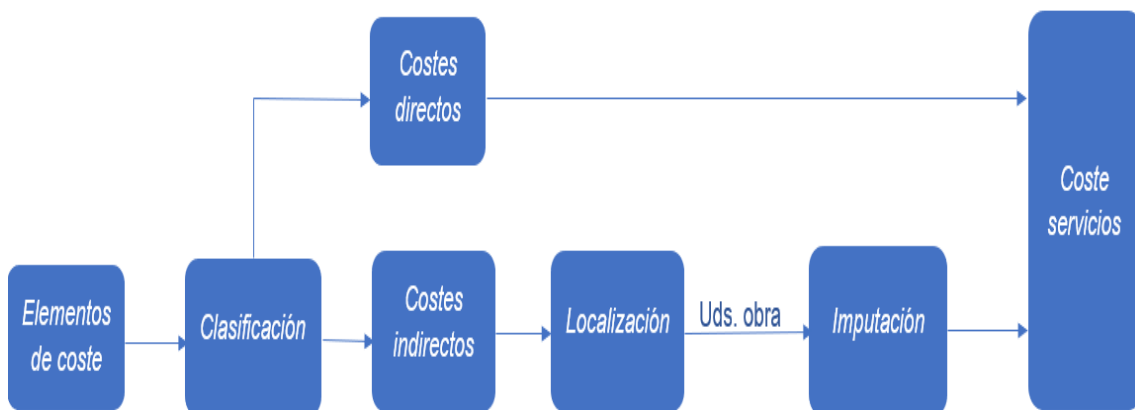 Costes
directos
Coste
servicios
Elementos
de coste
Clasificación
Costes
indirectos
Localización
Uds. obra
Imputación